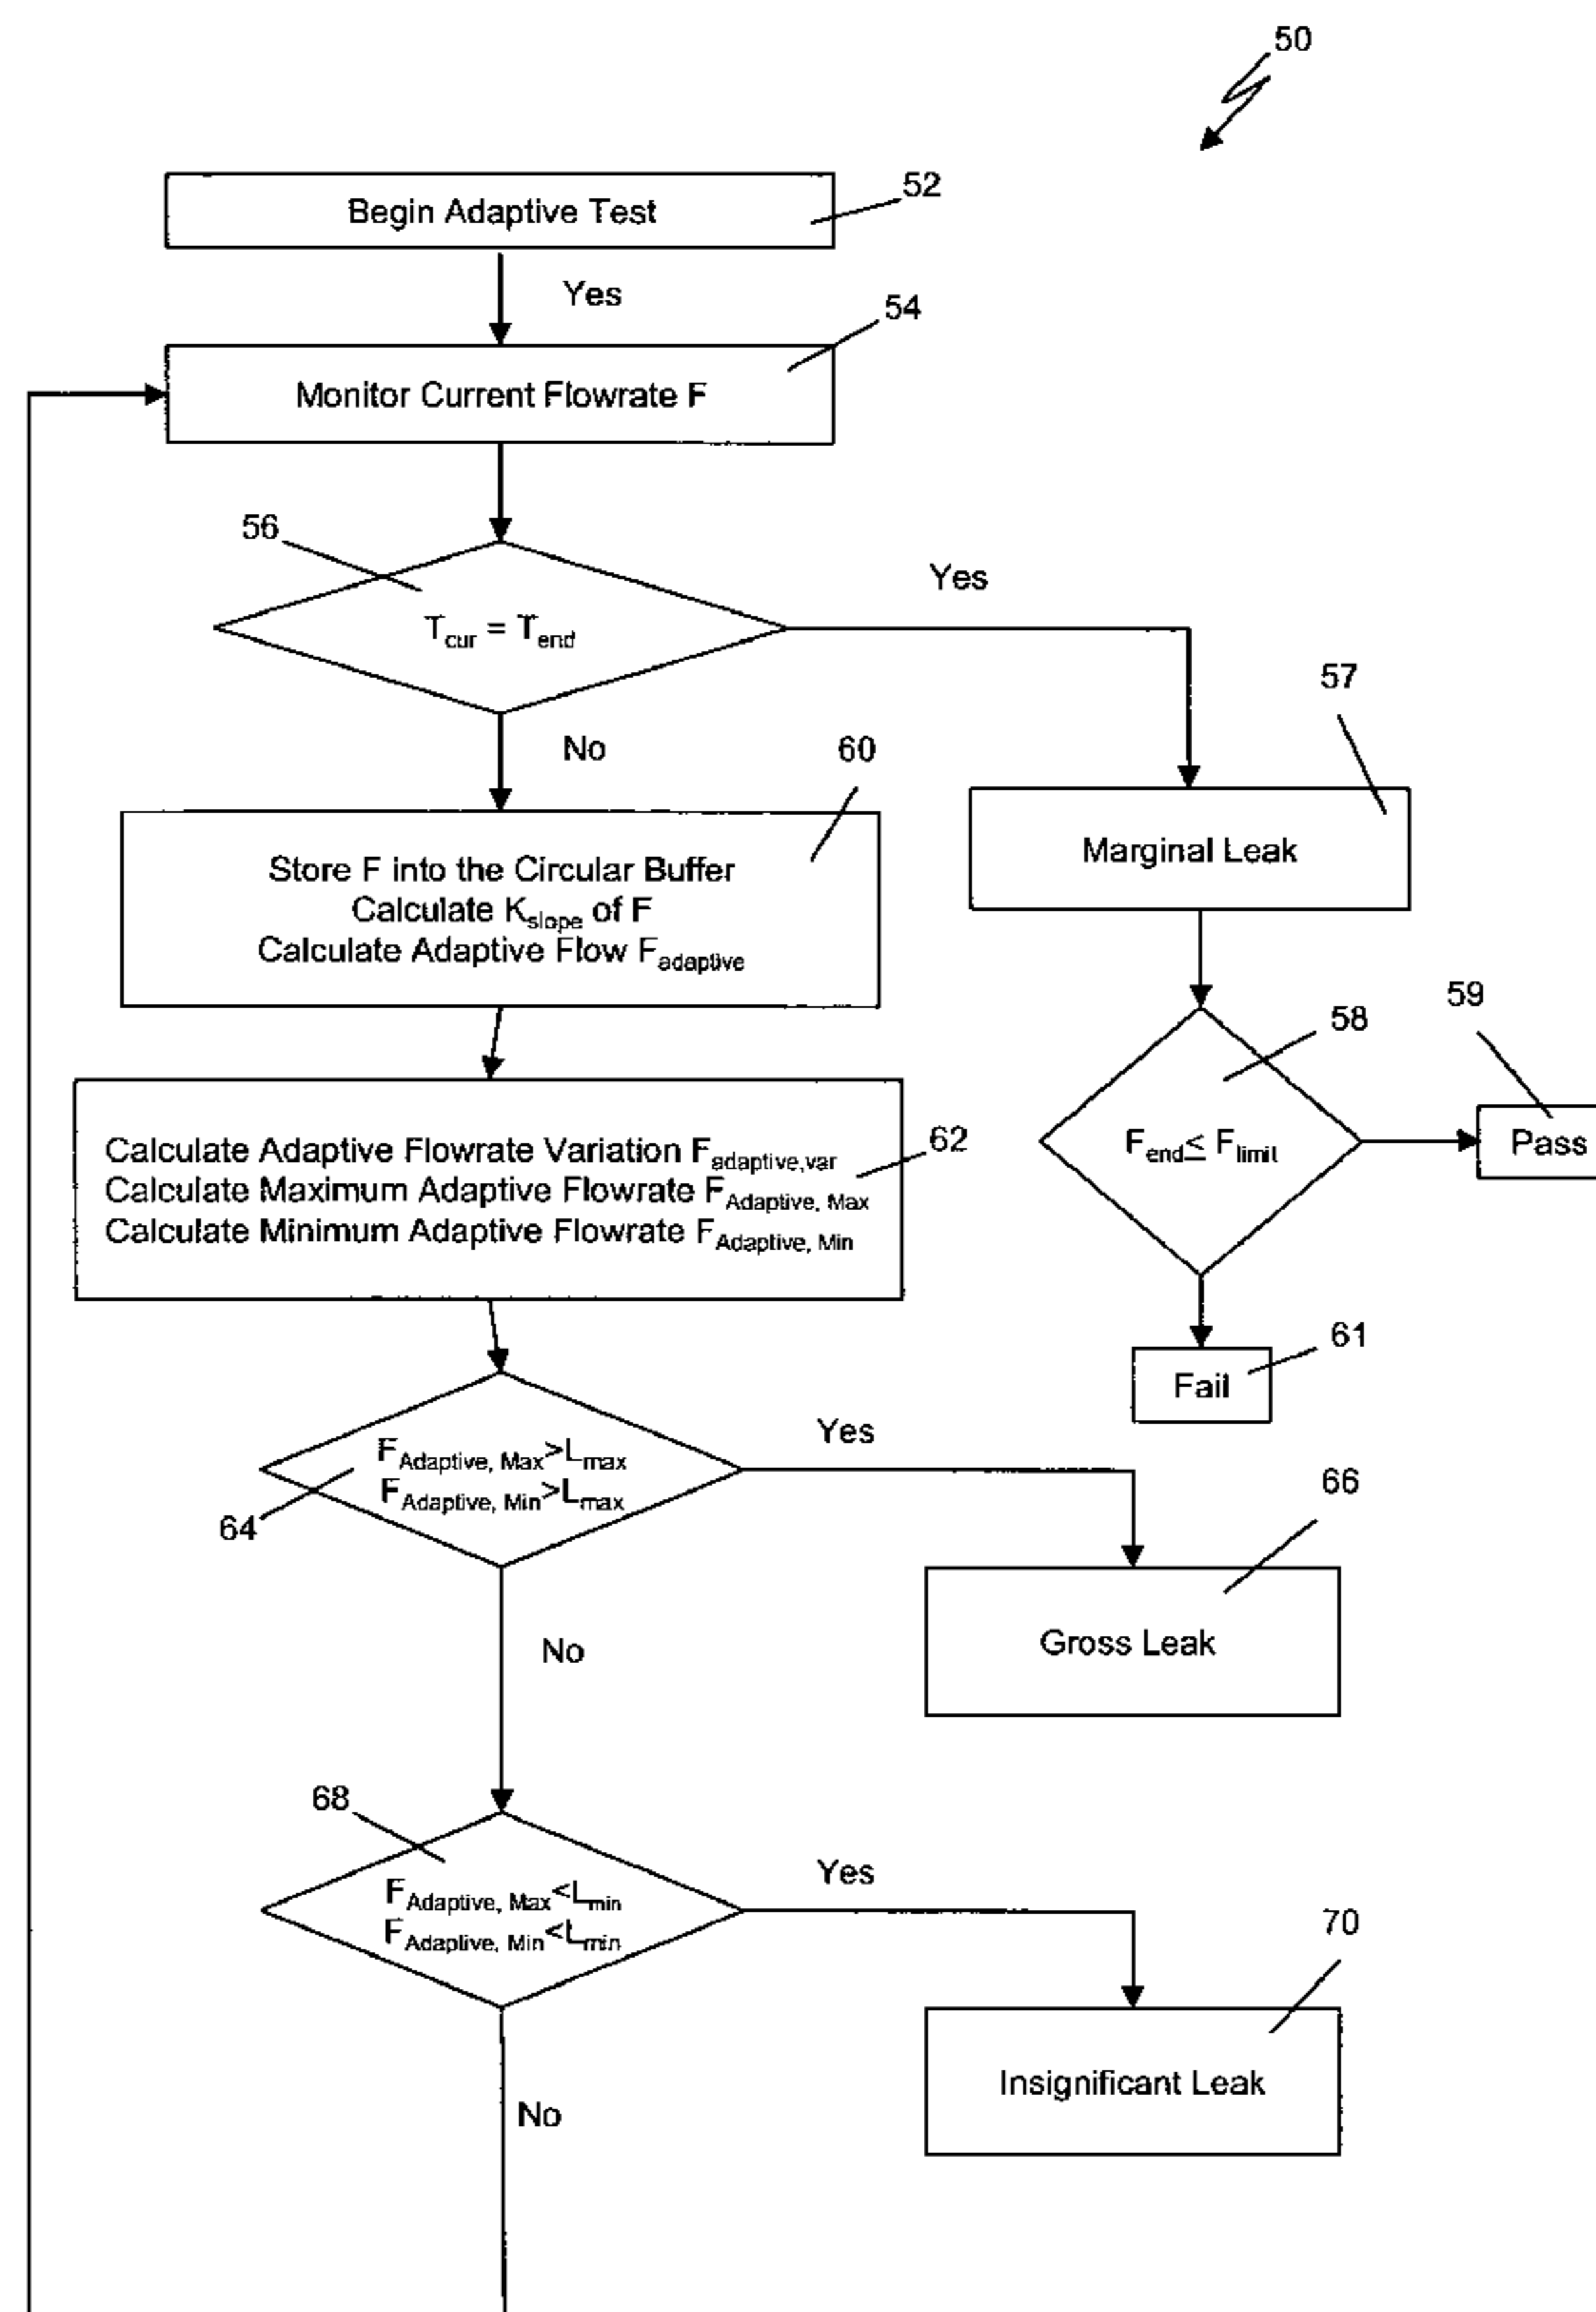 50
Begin Adaptive Test
52
Yes
54
Monitor Current Flowrate F
56
Tcur = Tend
Yes
57
No
60
Store F into the Circular Buffer
Calculate Kslope of F
Calculate Adaptive Flow Fadaptive
Marginal Leak
58
59
Fend≤ Flimit
Pass
62
Calculate Adaptive Flowrate Variation Fadaptive,var
Calculate Maximum Adaptive Flowrate FAdaptive, Max
Calculate Minimum Adaptive Flowrate FAdaptive, Min
61
Fail
FAdaptive, Max>Lmax
FAdaptive, Min>Lmax
64
Yes
66
Gross Leak
No
68
FAdaptive, Max<Lmin
FAdaptive, Min<Lmin
Yes
70
Insignificant Leak
No